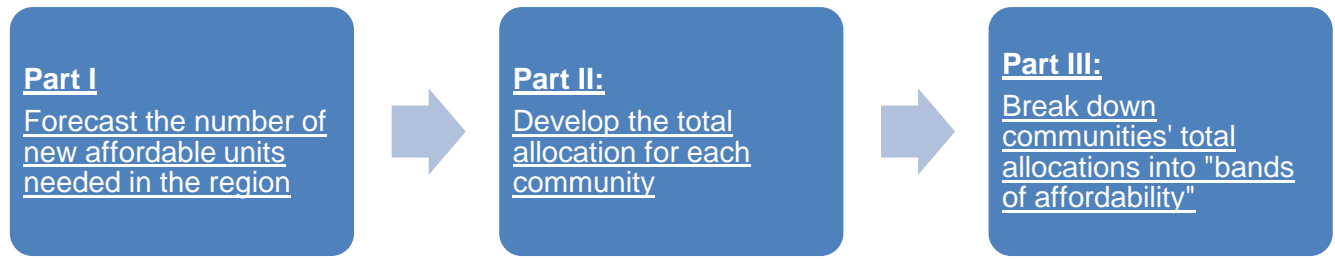 Part I
Forecast the number of
new affordable units
needed in the region
Part II:
Develop the total
allocation for each
community
Part III:
Break down
communities' total
allocations into "bands
of affordability"